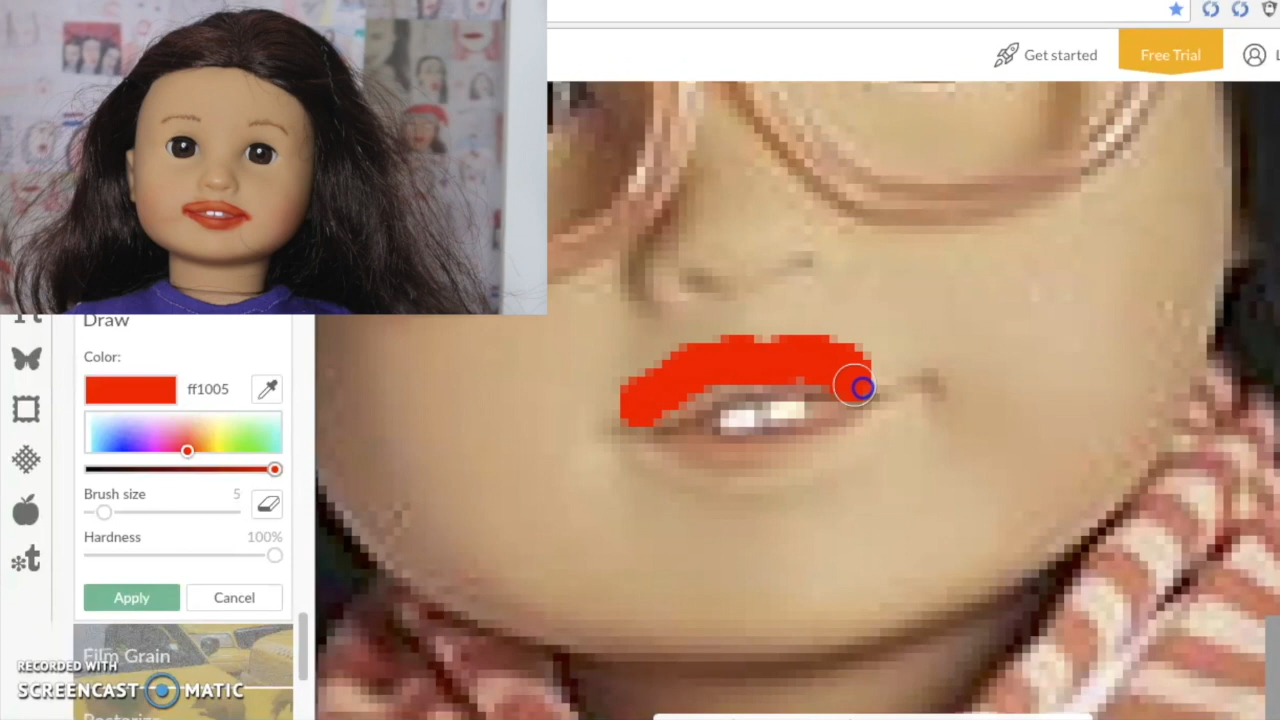 Get started
Free Trial
Draw
Color:
ff1005
Brush size 5
Hardness 100%
Apply Cancel
Film Grain
RECORDED WITH
SCREENCAST MATIC
Posterize